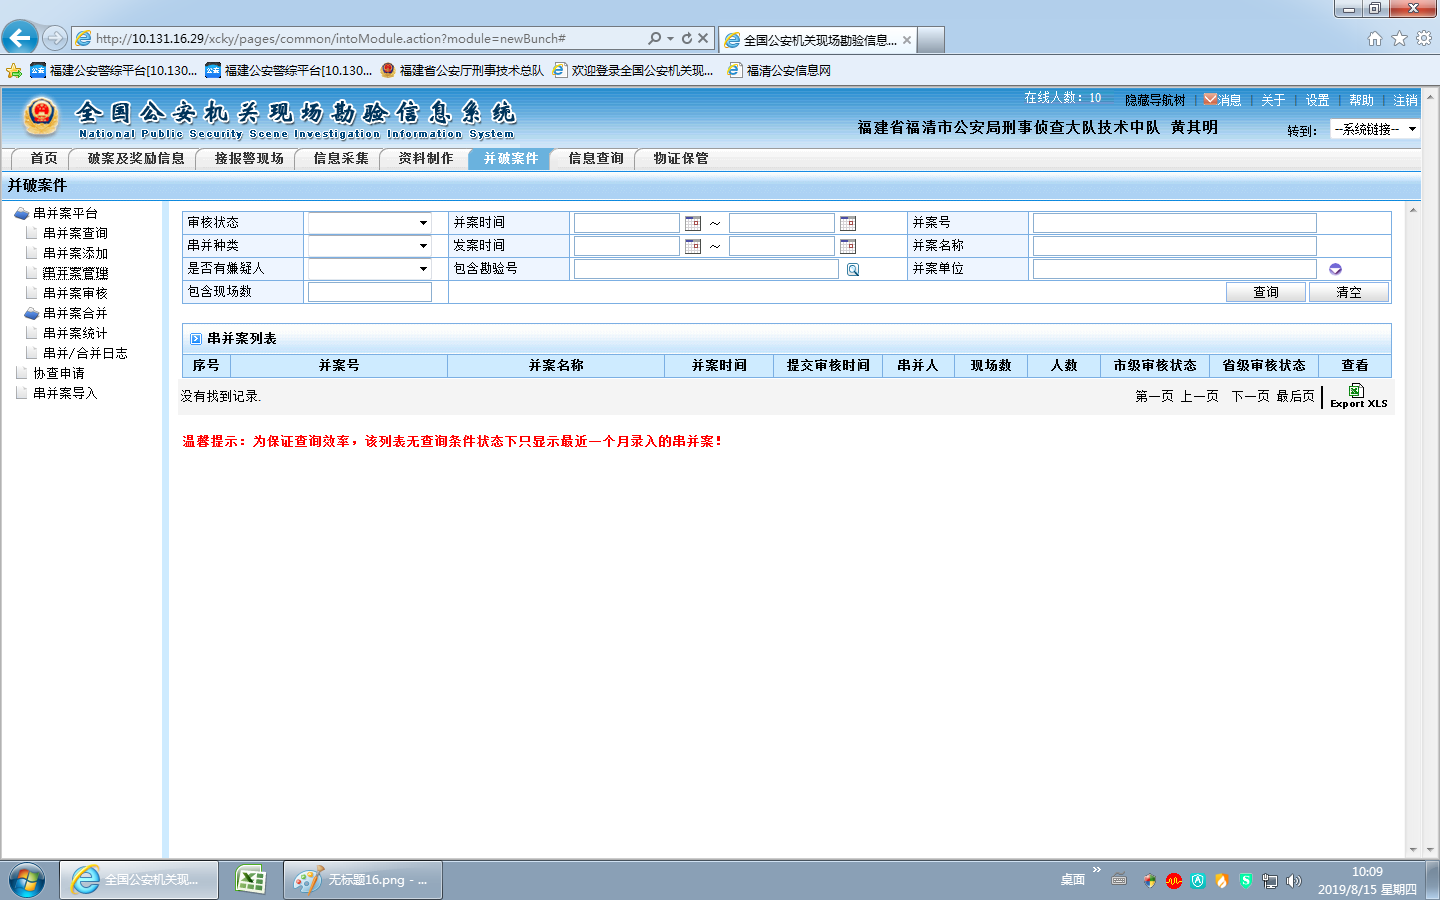 http://10.131.16.29/xcky/pages/common/intoModule.action?module=newBunch#
全国公安机关现场勘验信息...
福建公安警综平台[10.130... 福建公安警综平台[10.130... 福建省公安厅刑事技术总队 欢迎登录全国公安机关现... 福清公安信息网
全国公安机关现场勘验信息系统
National Public Security Scene Investigation Information System
在线人数：10 隐藏导航树 消息 关于 设置 帮助 注销
福建省福清市公安局刑事侦查大队技术中队 黄其明 转到： --系统链接--
首页 破案及奖励信息 接报警现场 信息采集 资料制作 并破案件 信息查询 物证保管
并破案件
串并案平台
串并案查询
串并案添加
串并案管理
串并案审核
串并案合并
串并案统计
串并/合并日志
协查申请
串并案导入
审核状态 并案时间 ～ 并案号
串并种类 发案时间 ～ 并案名称
是否有嫌疑人 包含勘验号 并案单位
包含现场数 查询 清空
串并案列表
序号 并案号 并案名称 并案时间 提交审核时间 串并人 现场数 人数 市级审核状态 省级审核状态 查看
没有找到记录. 第一页 上一页 下一页 最后页 Export XLS
温馨提示：为保证查询效率，该列表无查询条件状态下只显示最近一个月录入的串并案！
全国公安机关现... 无标题16.png - ... 桌面 10:09
2019/8/15 星期四